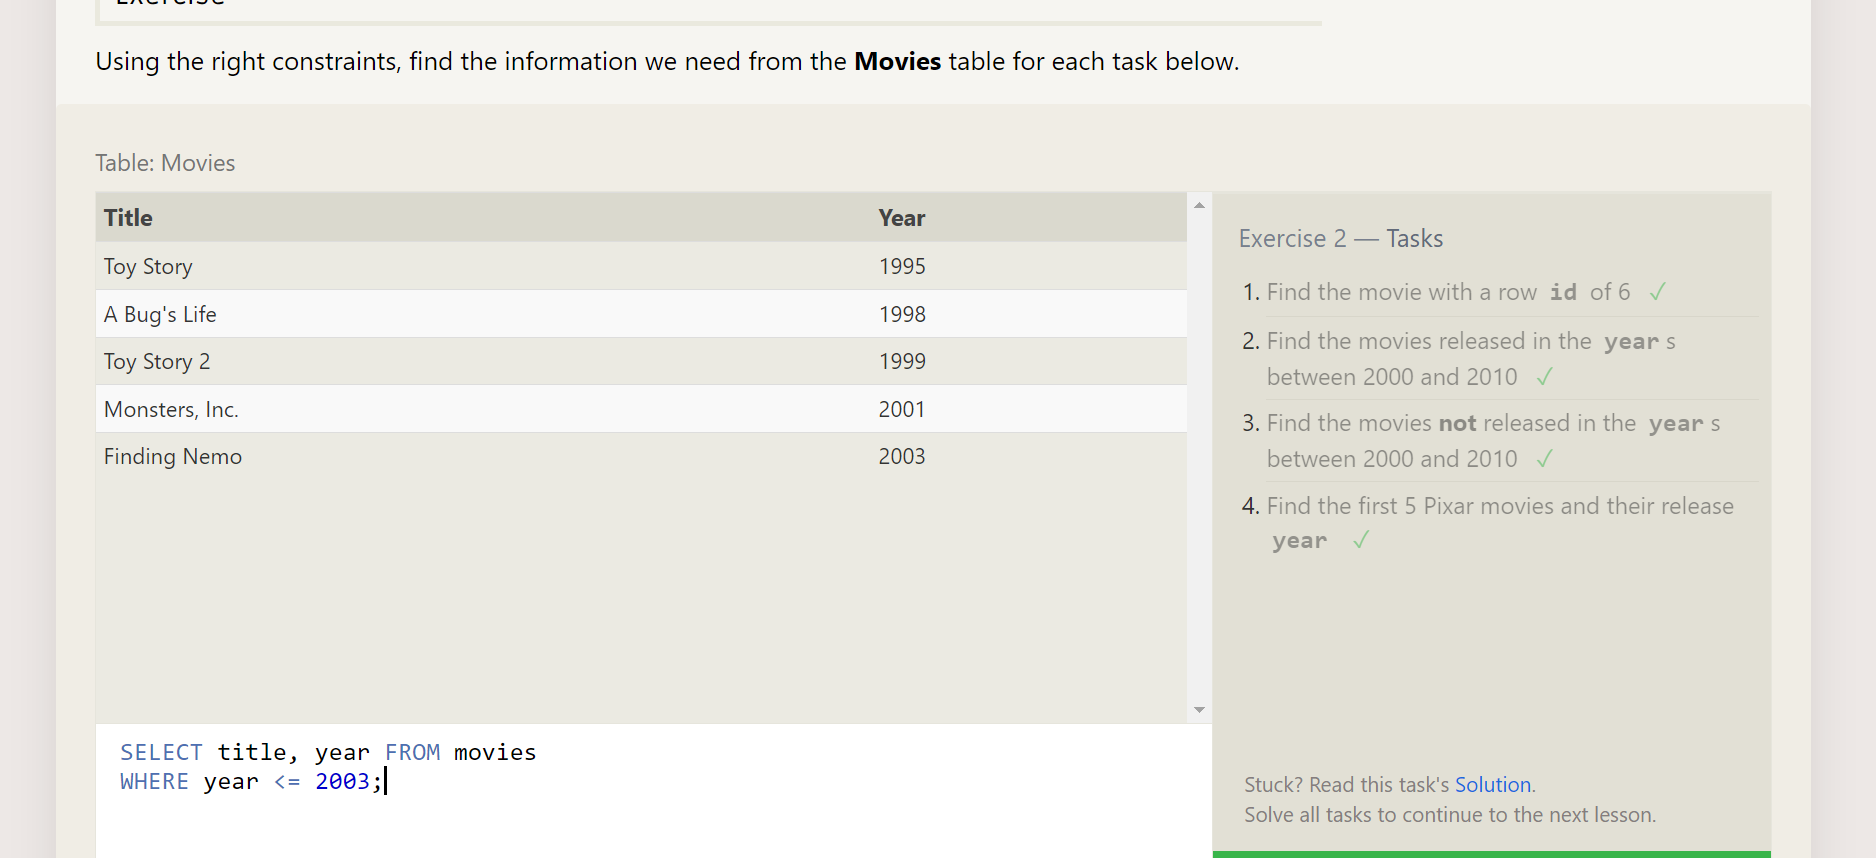 Exercise
Using the right constraints, find the information we need from the Movies table for each task below.
Table: Movies
Title Year
Toy Story 1995
A Bug's Life 1998
Toy Story 2 1999
Monsters, Inc. 2001
Finding Nemo 2003
SELECT title, year FROM movies
WHERE year <= 2003;
Exercise 2 — Tasks
1. Find the movie with a row id of 6 ✓
2. Find the movies released in the year s
between 2000 and 2010 ✓
3. Find the movies not released in the year s
between 2000 and 2010 ✓
4. Find the first 5 Pixar movies and their release
year ✓
Stuck? Read this task's Solution.
Solve all tasks to continue to the next lesson.